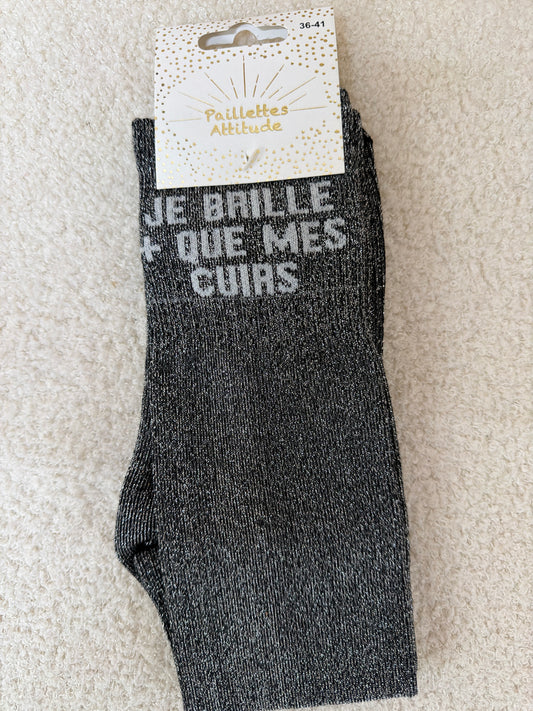 36-41
Paillettes
Attitude
JE BRILLE
+ QUE MES
CUIRS